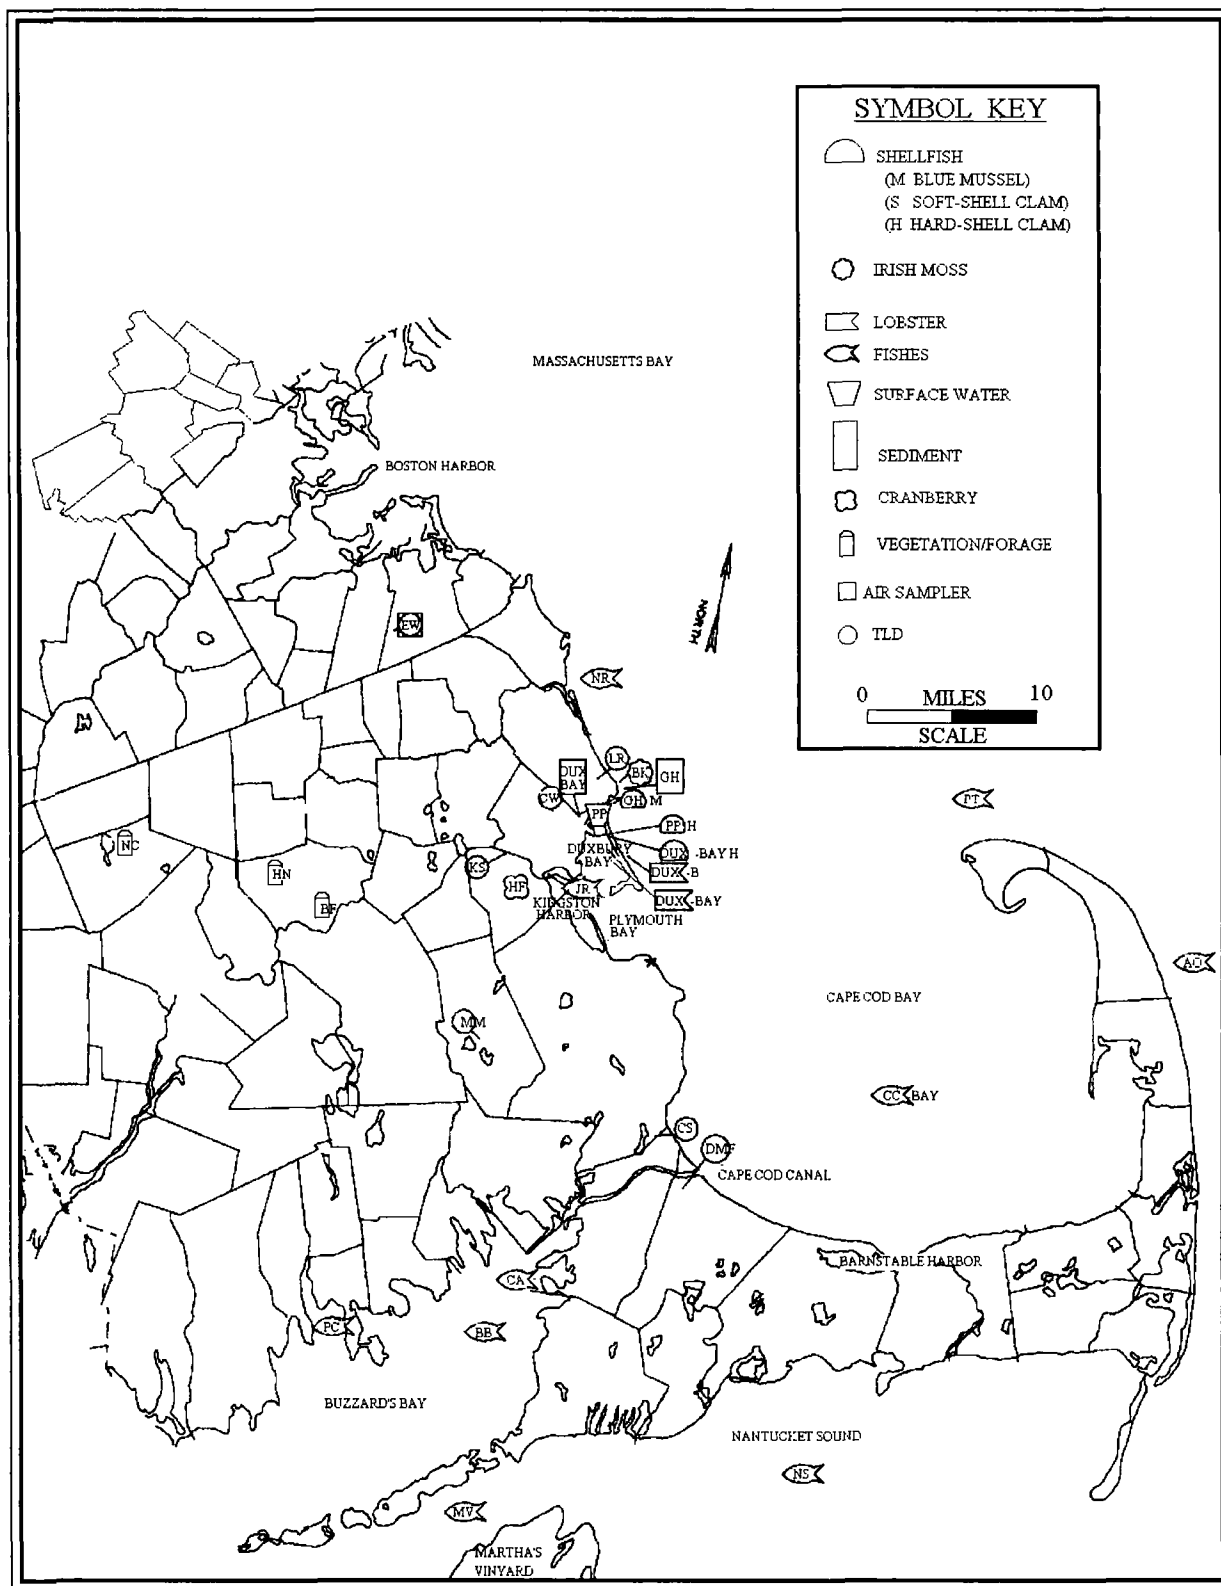 SYMBOL KEY
SHELLFISH
(M BLUE MUSSEL)
(S SOFT-SHELL CLAM)
(H HARD-SHELL CLAM)
IRISH MOSS
LOBSTER
FISHES
SURFACE WATER
SEDIMENT
CRANBERRY
VEGETATION/FORAGE
AIR SAMPLER
TLD
0 MILES 10
SCALE
MASSACHUSETTS BAY
BOSTON HARBOR
NORTH
EW
NR
LR
DUX
BAY
BK
GH
CW
GH M
PT
PP
PP H
NC
DUXBURY
BAY
DUX -BAY H
KS
HN
DUX -B
HF
JR
DUX -BAY
BF
KINGSTON
HARBOR
PLYMOUTH
BAY
AO
CAPE COD BAY
MM
CC BAY
CS
DMF
CAPE COD CANAL
BARNSTABLE HARBOR
CA
PC
BB
BUZZARD'S BAY
NANTUCKET SOUND
NS
MV
MARTHA'S
VINYARD